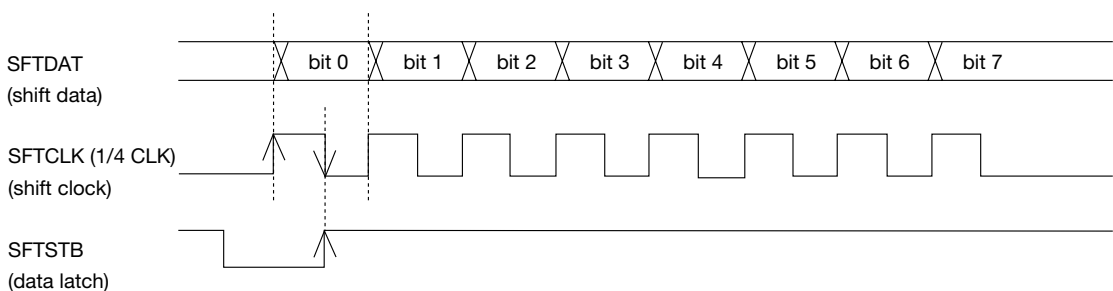 SFTDAT
(shift data)
bit 0 bit 1 bit 2 bit 3 bit 4 bit 5 bit 6 bit 7
SFTCLK (1/4 CLK)
(shift clock)
SFTSTB
(data latch)